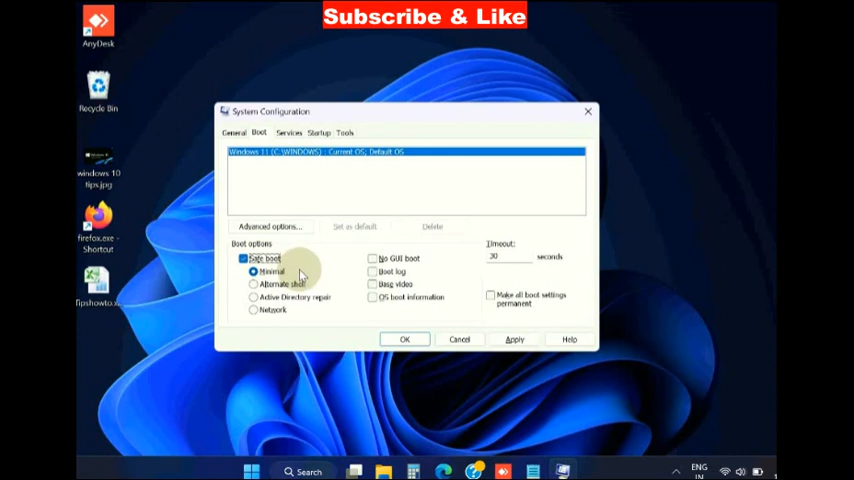 Subscribe & Like
AnyDesk
Recycle Bin
windows 10
tips.jpg
firefox.exe -
Shortcut
Tipshowto.x...
System Configuration
General Boot Services Startup Tools
Windows 11 (C:\WINDOWS) : Current OS; Default OS
Advanced options... Set as default Delete
Boot options
Safe boot
Minimal
Alternate shell
Active Directory repair
Network
No GUI boot
Boot log
Base video
OS boot information
Timeout:
30 seconds
Make all boot settings
permanent
OK Cancel Apply Help
Search
ENG
IN